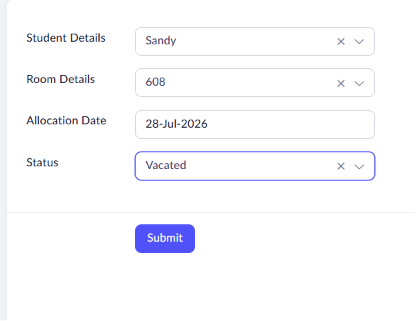 Student Details Sandy
Room Details 608
Allocation Date 28-Jul-2026
Status Vacated
Submit